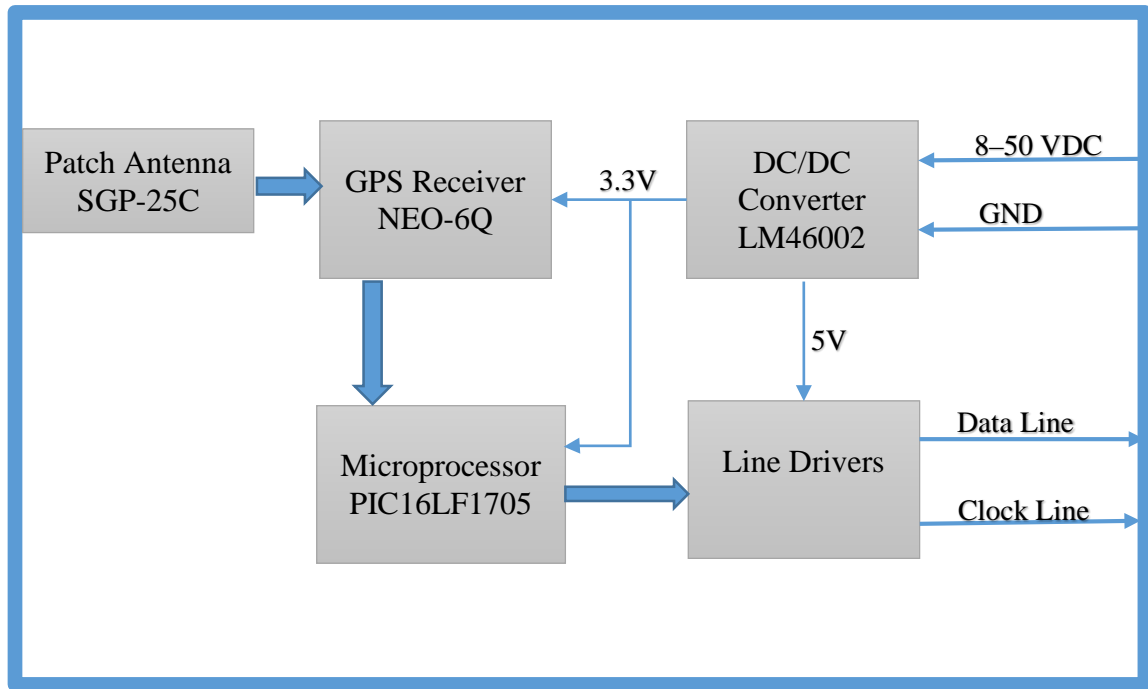 Patch Antenna
SGP-25C
GPS Receiver
NEO-6Q
3.3V
DC/DC
Converter
LM46002
8–50 VDC
GND
5V
Microprocessor
PIC16LF1705
Line Drivers
Data Line
Clock Line